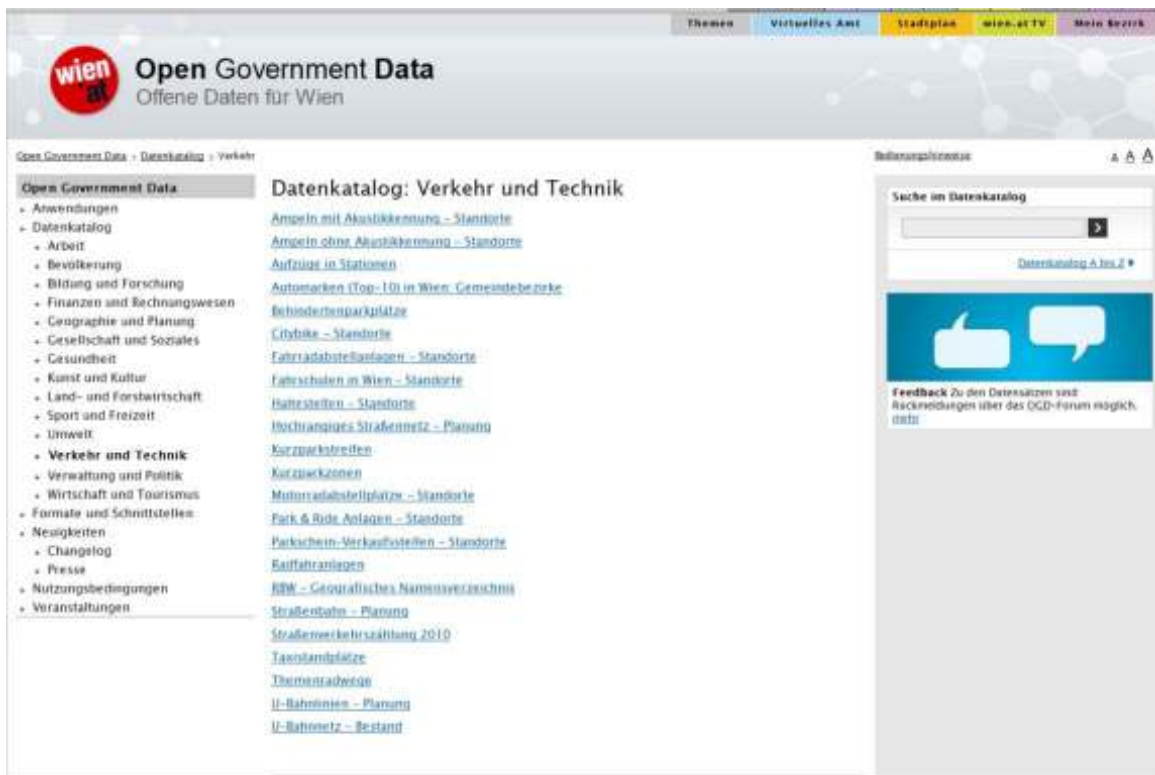 Themen Virtuelles Amt Stadtplan wien.at TV Mein Bezirk
wien.at
Open Government Data
Offene Daten für Wien
Open Government Data › Datenkatalog › Verkehr
Bedienungshinweise A A A
Open Government Data
Anwendungen
Datenkatalog
Arbeit
Bevölkerung
Bildung und Forschung
Finanzen und Rechnungswesen
Geographie und Planung
Gesellschaft und Soziales
Gesundheit
Kunst und Kultur
Land- und Forstwirtschaft
Sport und Freizeit
Umwelt
Verkehr und Technik
Verwaltung und Politik
Wirtschaft und Tourismus
Formate und Schnittstellen
Neuigkeiten
Changelog
Presse
Nutzungsbedingungen
Veranstaltungen
Datenkatalog: Verkehr und Technik
Ampeln mit Akustikkennung – Standorte
Ampeln ohne Akustikkennung – Standorte
Aufzüge in Stationen
Automarken (Top-10) in Wien: Gemeindebezirke
Behindertenparkplätze
Citybike – Standorte
Fahrradabstellanlagen – Standorte
Fahrschulen in Wien – Standorte
Haltestellen – Standorte
Hochrangiges Straßennetz – Planung
Kurzparkstreifen
Kurzparkzonen
Motorradabstellplätze – Standorte
Park & Ride Anlagen – Standorte
Parkschein-Verkaufsstellen – Standorte
Radfahranlagen
RBW – Geografisches Namensverzeichnis
Straßenbahn – Planung
Straßenverkehrszählung 2010
Taxistandplätze
Themenradwege
U-Bahnlinien – Planung
U-Bahnnetz – Bestand
Suche im Datenkatalog
Datenkatalog A bis Z
Feedback Zu den Datensätzen sind
Rückmeldungen über das OGD-Forum möglich.
mehr